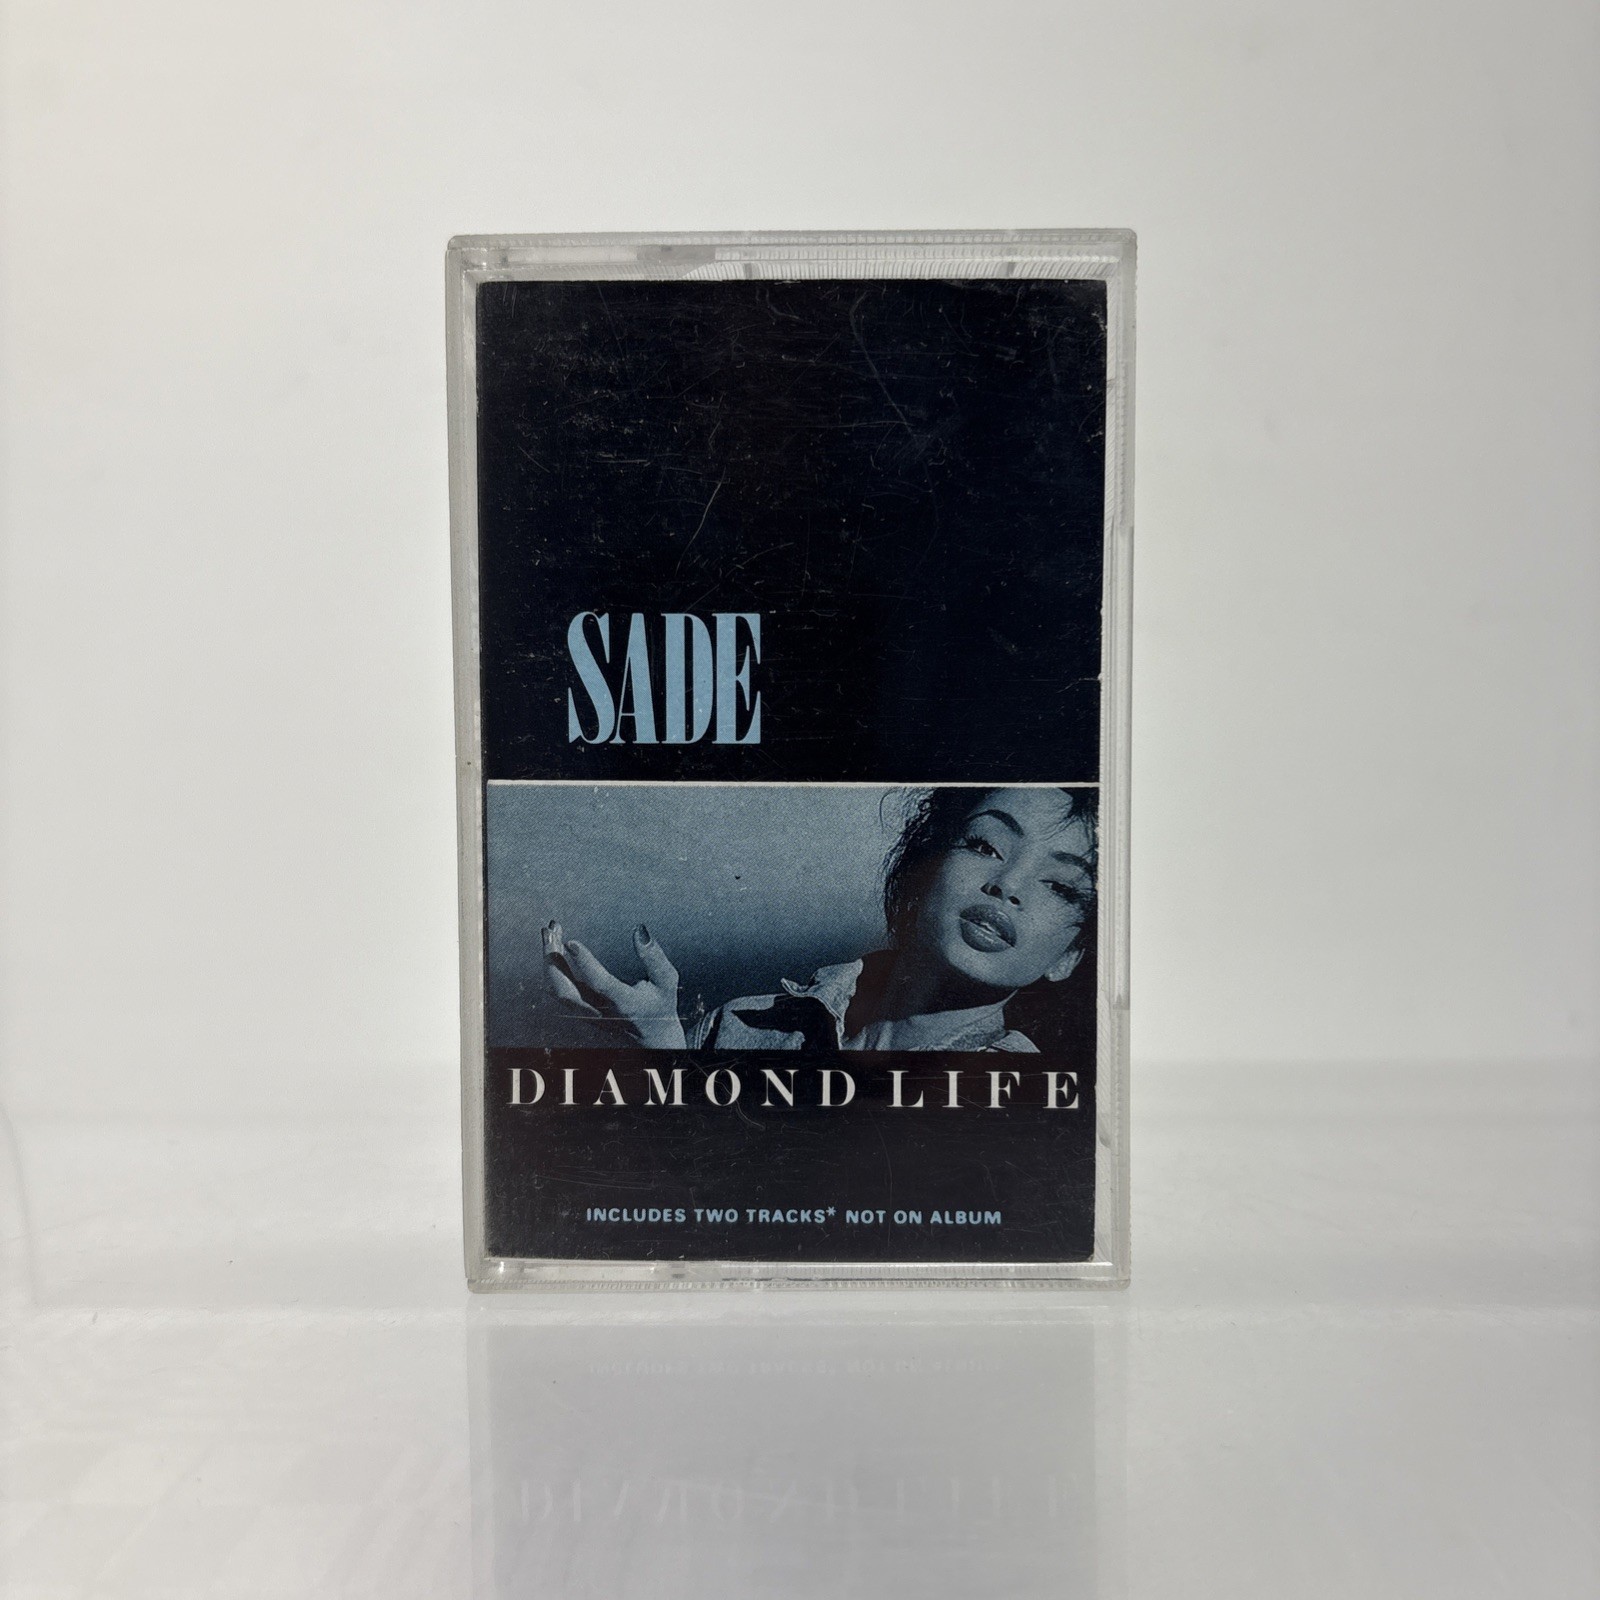 SADE
DIAMOND LIFE
INCLUDES TWO TRACKS* NOT ON ALBUM